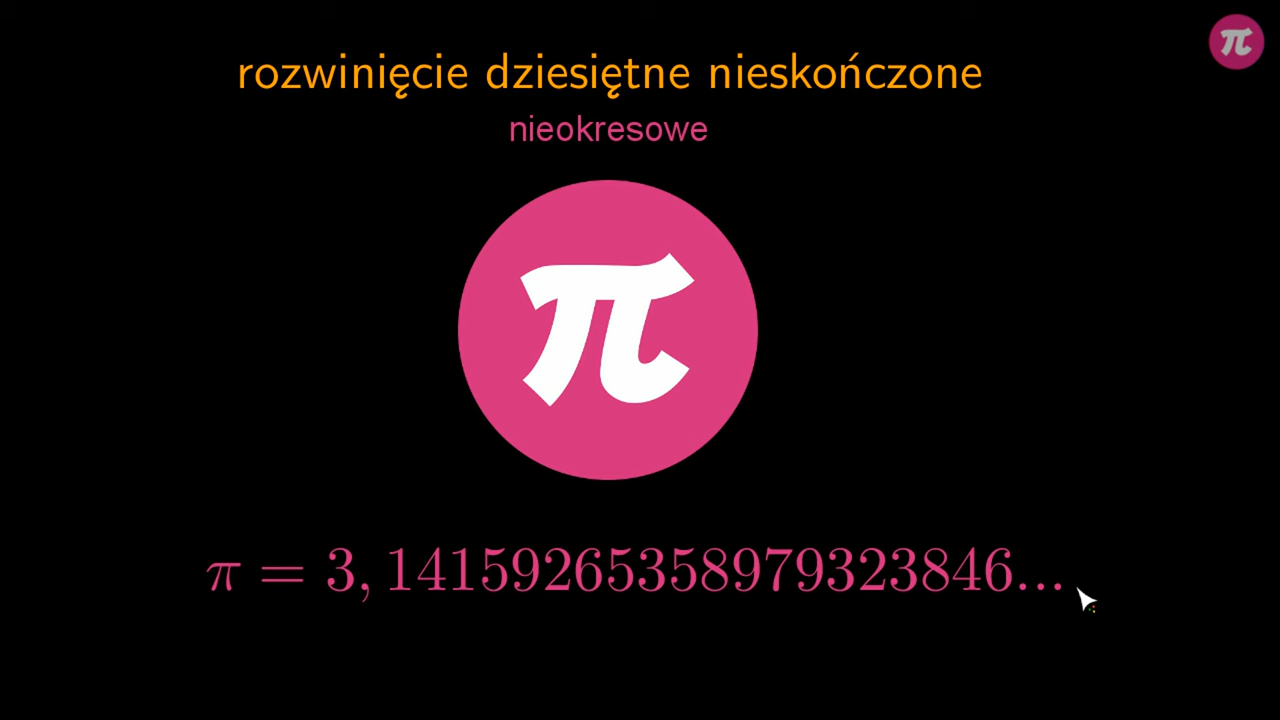 rozwinięcie dziesiętne nieskończone
nieokresowe
π
π
π = 3, 14159265358979323846...